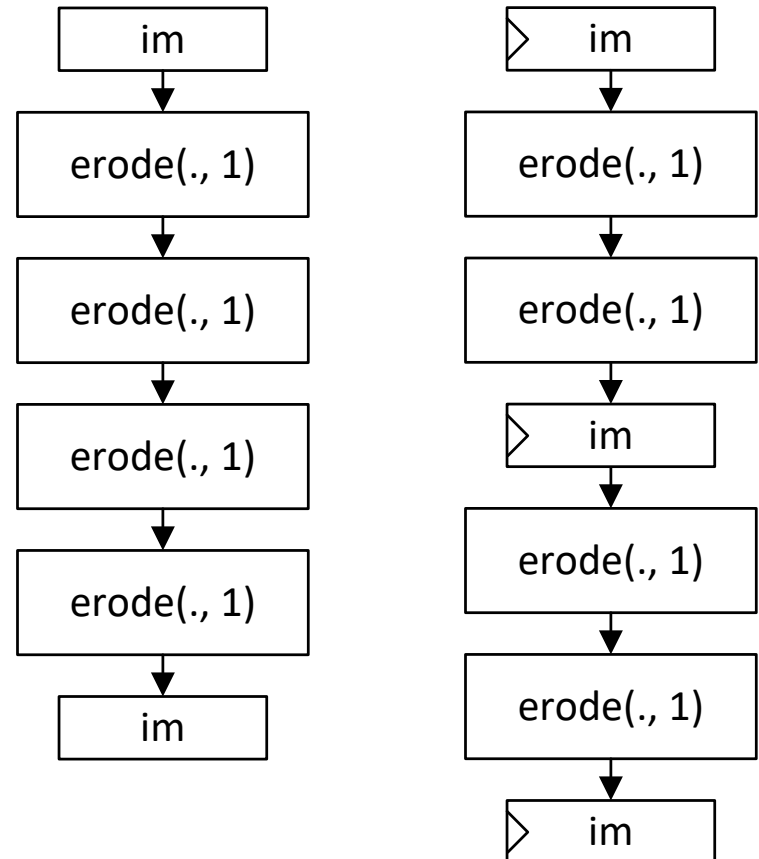 im
erode(., 1)
erode(., 1)
erode(., 1)
erode(., 1)
im
im
erode(., 1)
erode(., 1)
im
erode(., 1)
erode(., 1)
im